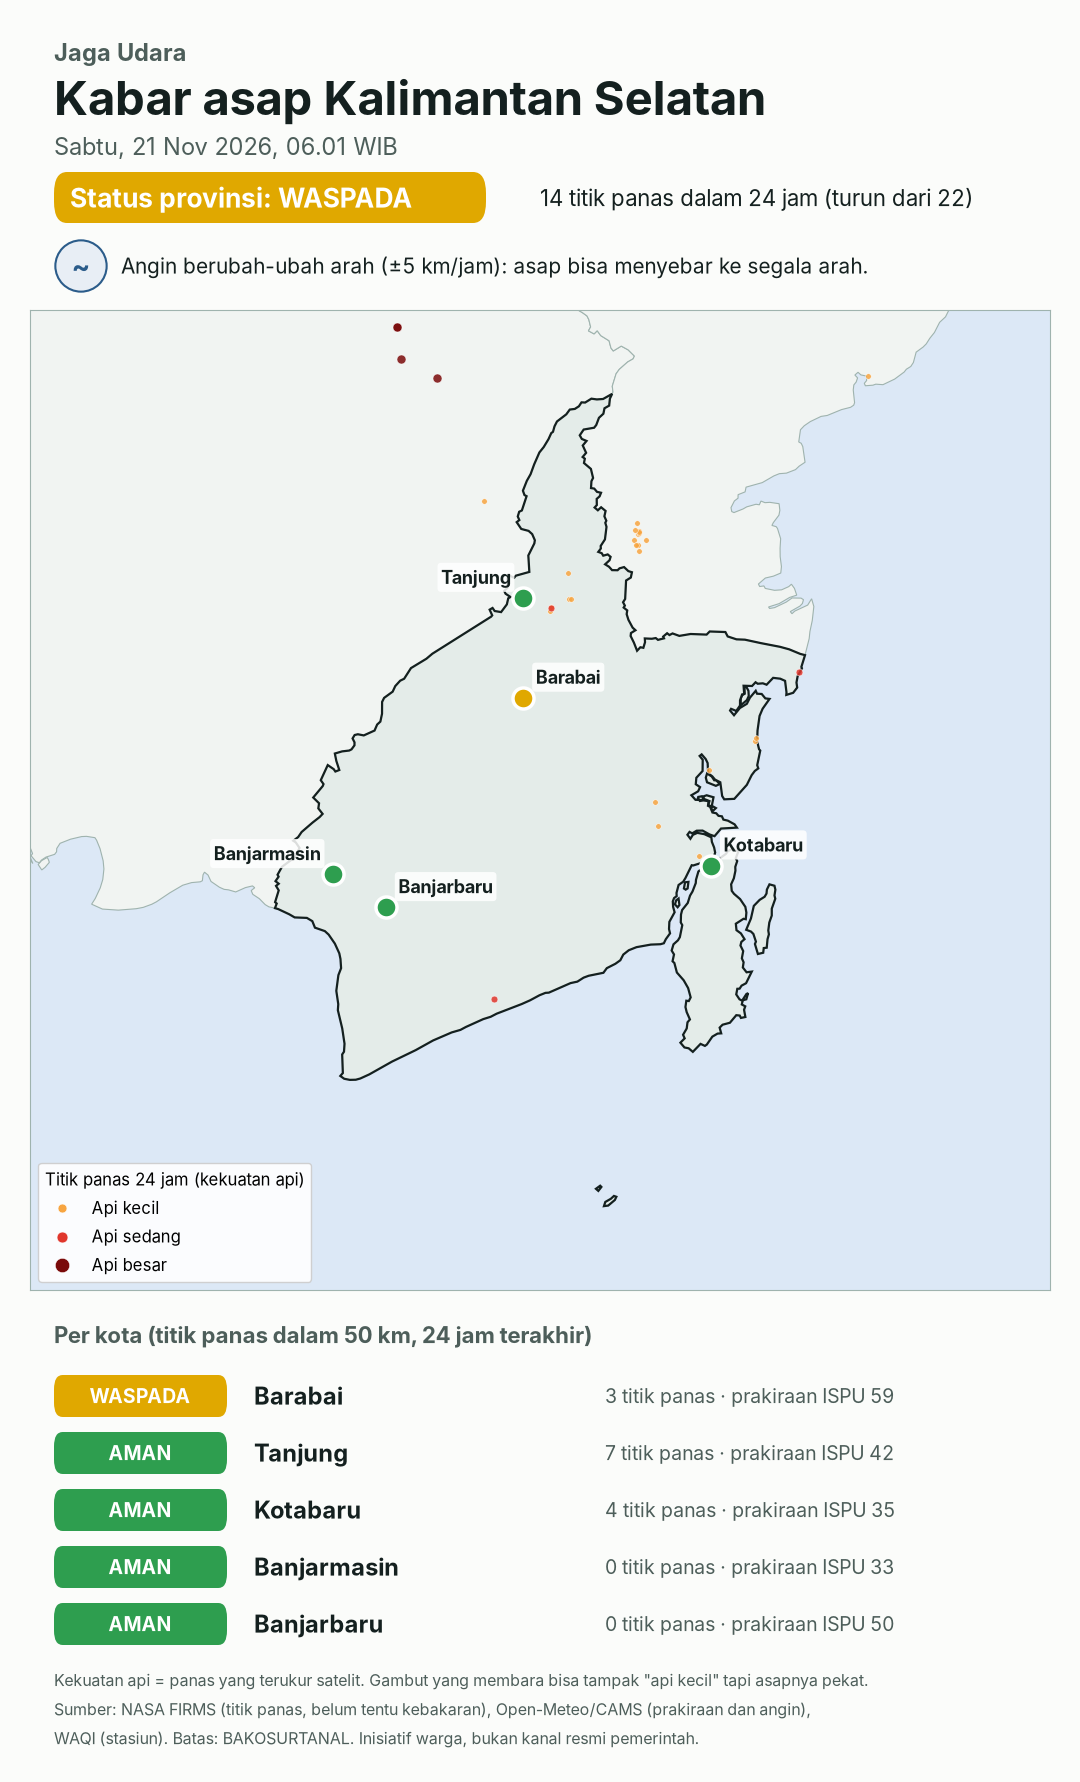 Jaga Udara
Kabar asap Kalimantan Selatan
Sabtu, 21 Nov 2026, 06.01 WIB
Status provinsi: WASPADA
14 titik panas dalam 24 jam (turun dari 22)
~
Angin berubah-ubah arah (±5 km/jam): asap bisa menyebar ke segala arah.
Tanjung
Barabai
Banjarmasin
Kotabaru
Banjarbaru
Titik panas 24 jam (kekuatan api)
Api kecil
Api sedang
Api besar
Per kota (titik panas dalam 50 km, 24 jam terakhir)
WASPADA Barabai 3 titik panas · prakiraan ISPU 59
AMAN Tanjung 7 titik panas · prakiraan ISPU 42
AMAN Kotabaru 4 titik panas · prakiraan ISPU 35
AMAN Banjarmasin 0 titik panas · prakiraan ISPU 33
AMAN Banjarbaru 0 titik panas · prakiraan ISPU 50
Kekuatan api = panas yang terukur satelit. Gambut yang membara bisa tampak "api kecil" tapi asapnya pekat.
Sumber: NASA FIRMS (titik panas, belum tentu kebakaran), Open-Meteo/CAMS (prakiraan dan angin),
WAQI (stasiun). Batas: BAKOSURTANAL. Inisiatif warga, bukan kanal resmi pemerintah.